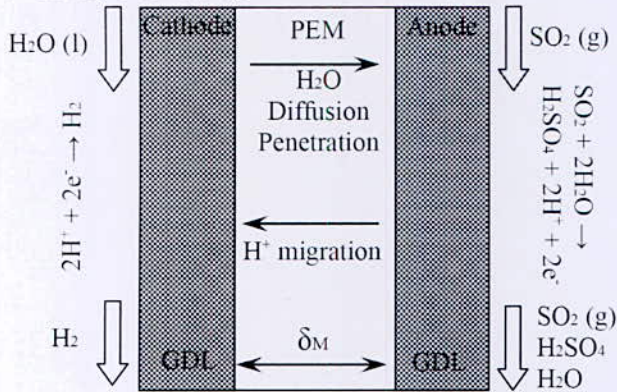 H₂O (l)
2H⁺ + 2e⁻ → H₂
H₂
Cathode
GDL
PEM
H₂O
Diffusion
Penetration
H⁺ migration
δM
Anode
GDL
SO₂ (g)
SO₂ + 2H₂O →
H₂SO₄ + 2H⁺ + 2e⁻
SO₂ (g)
H₂SO₄
H₂O